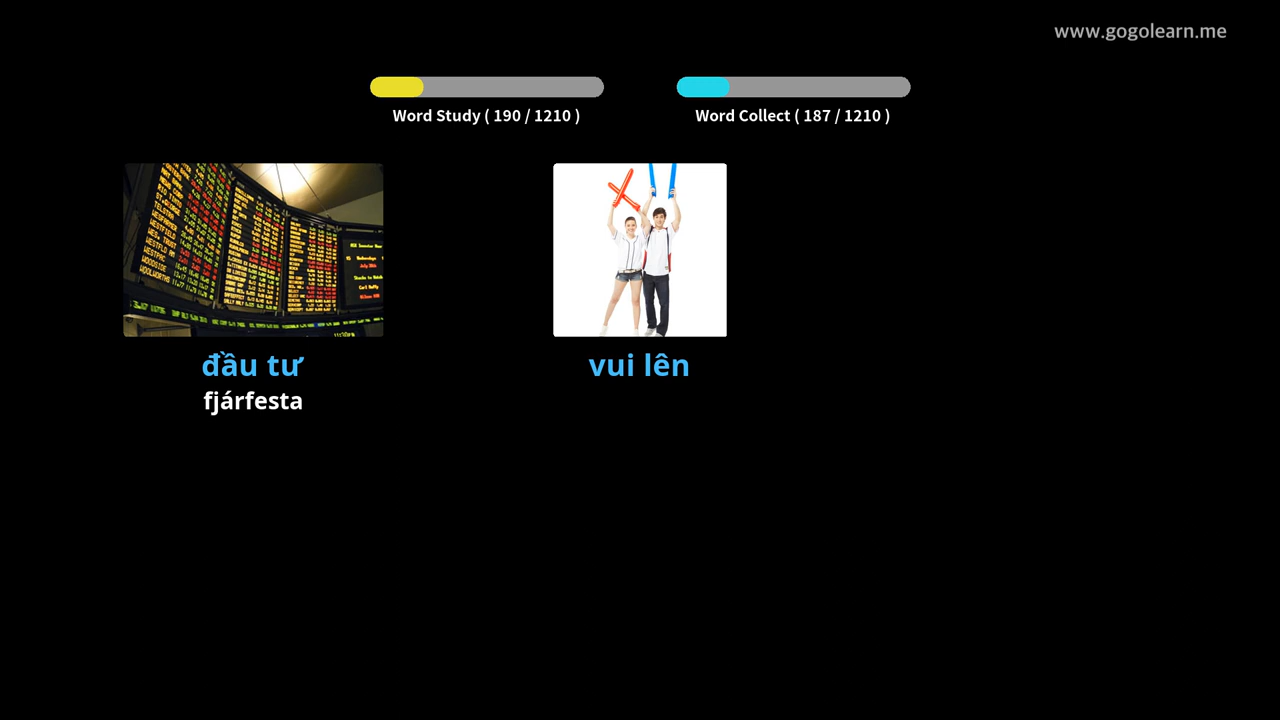 www.gogolearn.me
Word Study ( 190 / 1210 )
Word Collect ( 187 / 1210 )
đầu tư
fjárfesta
vui lên